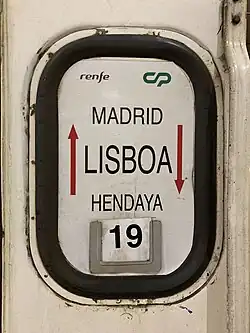 renfe CP
MADRID
LISBOA
HENDAYA
19